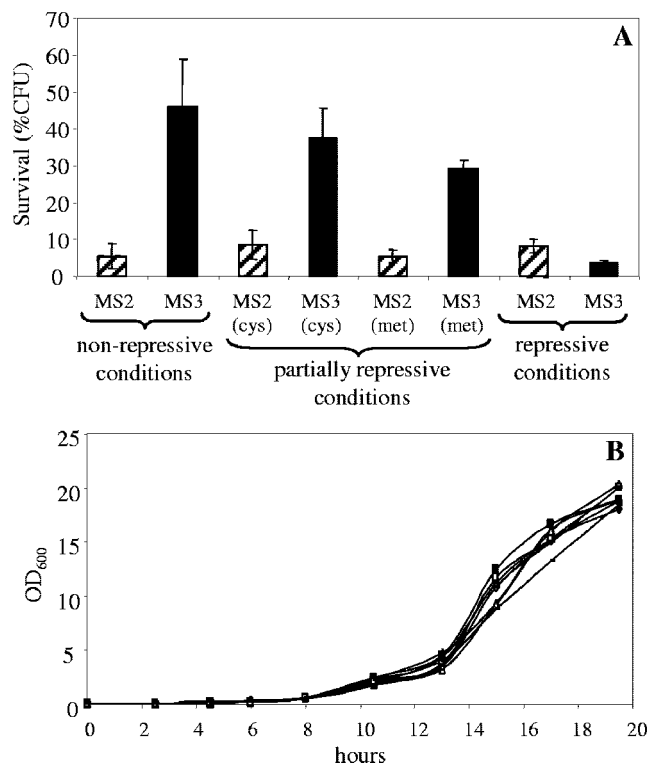 A
70
60
50
40
30
20
10
0
Survival (%CFU)
MS2 MS3 MS2 MS3 MS2 MS3 MS2 MS3
(cys) (cys) (met) (met)
non-repressive
conditions
partially repressive
conditions
repressive
conditions
B
25
20
15
10
5
0
OD600
0 2 4 6 8 10 12 14 16 18 20
hours